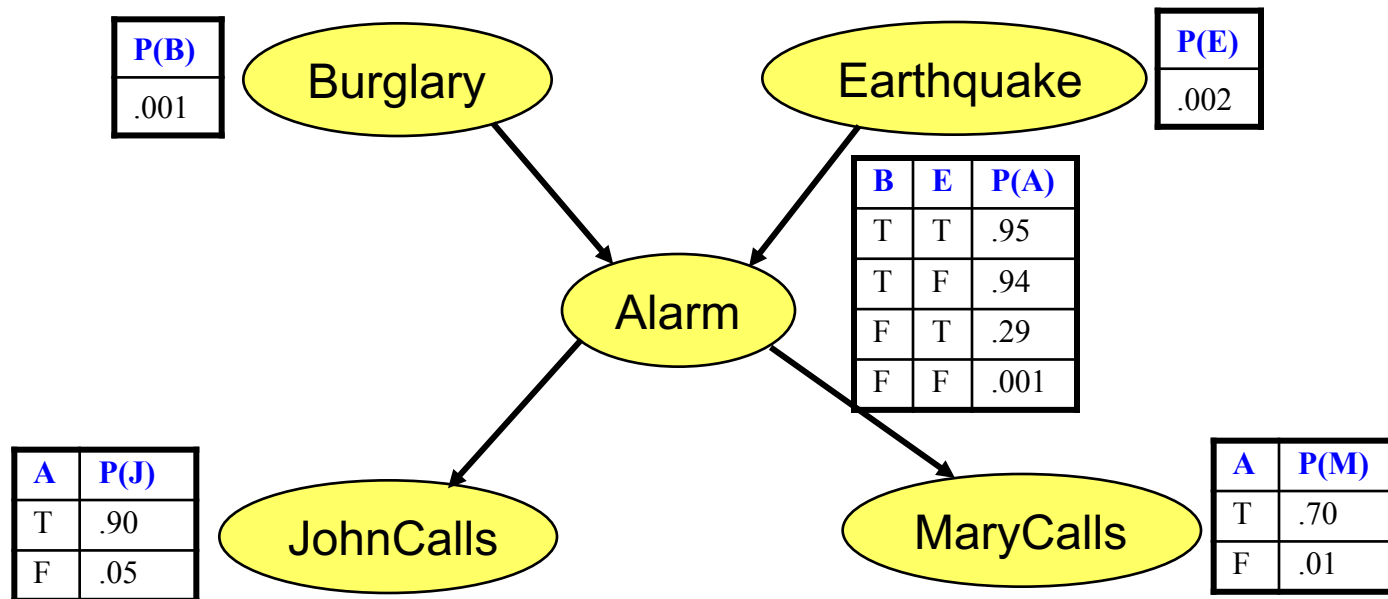 P(B)
.001
Burglary
Earthquake
P(E)
.002
B E P(A)
T T .95
T F .94
F T .29
F F .001
Alarm
A P(J)
T .90
F .05
JohnCalls
MaryCalls
A P(M)
T .70
F .01